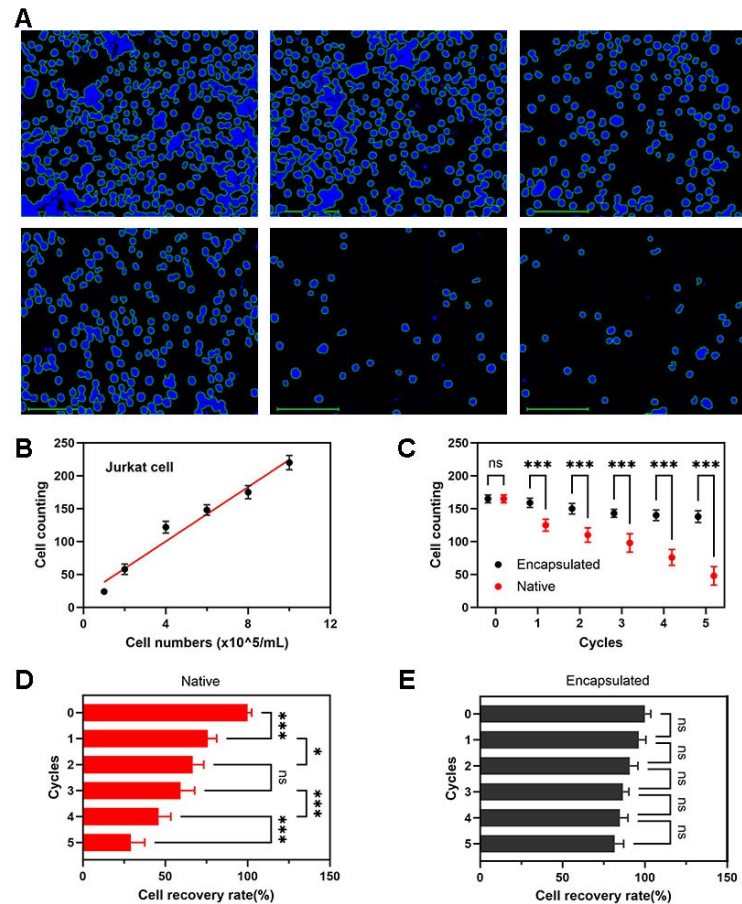 A
B
C
250
200
150
100
50
0
Cell counting
Jurkat cell
0
4
8
12
Cell numbers (x10^5/mL)
250
200
150
100
50
0
Cell counting
ns
***
***
***
***
***
Encapsulated
Native
0
1
2
3
4
5
Cycles
D
Native
Cycles
0
1
2
3
4
5
***
*
ns
***
***
0
50
100
150
Cell recovery rate(%)
E
Encapsulated
Cycles
0
1
2
3
4
5
ns
ns
ns
ns
ns
0
50
100
150
Cell recovery rate(%)